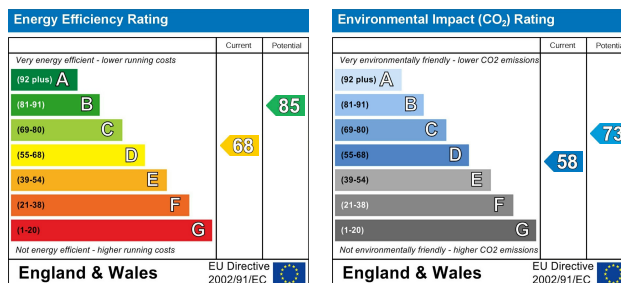 Energy Efficiency Rating
Current Potential
Very energy efficient - lower running costs
(92 plus) A
(81-91) B
(69-80) C
(55-68) D
(39-54) E
(21-38) F
(1-20) G
68
85
Not energy efficient - higher running costs
England & Wales
EU Directive
2002/91/EC
Environmental Impact (CO₂) Rating
Current Potential
Very environmentally friendly - lower CO2 emissions
(92 plus) A
(81-91) B
(69-80) C
(55-68) D
(39-54) E
(21-38) F
(1-20) G
58
73
Not environmentally friendly - higher CO2 emissions
England & Wales
EU Directive
2002/91/EC